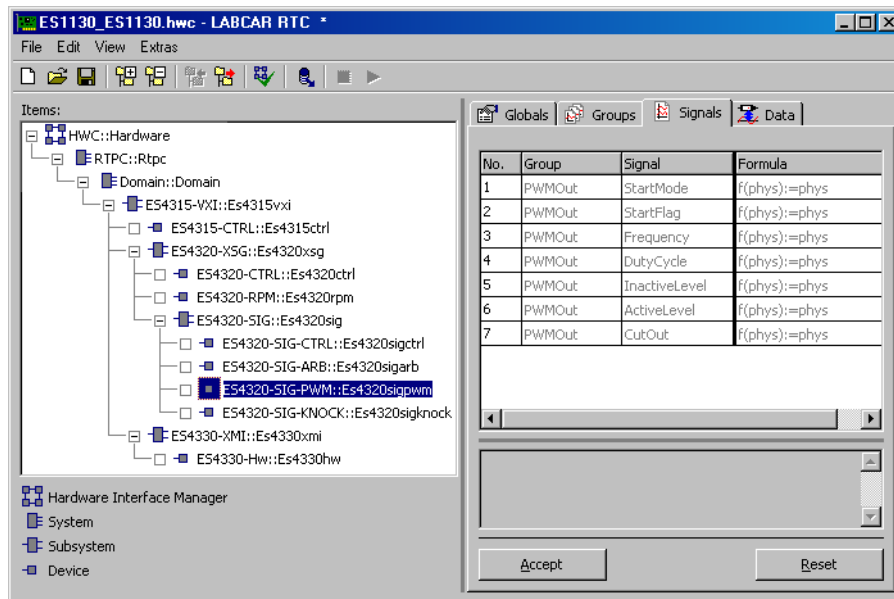 ES1130_ES1130.hwc - LABCAR RTC *
File Edit View Extras
Items:
HWC::Hardware
RTPC::Rtpc
Domain::Domain
ES4315-VXI::Es4315vxi
ES4315-CTRL::Es4315ctrl
ES4320-XSG::Es4320xsg
ES4320-CTRL::Es4320ctrl
ES4320-RPM::Es4320rpm
ES4320-SIG::Es4320sig
ES4320-SIG-CTRL::Es4320sigctrl
ES4320-SIG-ARB::Es4320sigarb
ES4320-SIG-PWM::Es4320sigpwm
ES4320-SIG-KNOCK::Es4320sigknock
ES4330-XMI::Es4330xmi
ES4330-Hw::Es4330hw
Hardware Interface Manager
System
Subsystem
Device
Globals Groups Signals Data
No. Group Signal Formula
1 PWMOut StartMode f(phys):=phys
2 PWMOut StartFlag f(phys):=phys
3 PWMOut Frequency f(phys):=phys
4 PWMOut DutyCycle f(phys):=phys
5 PWMOut InactiveLevel f(phys):=phys
6 PWMOut ActiveLevel f(phys):=phys
7 PWMOut CutOut f(phys):=phys
Accept Reset